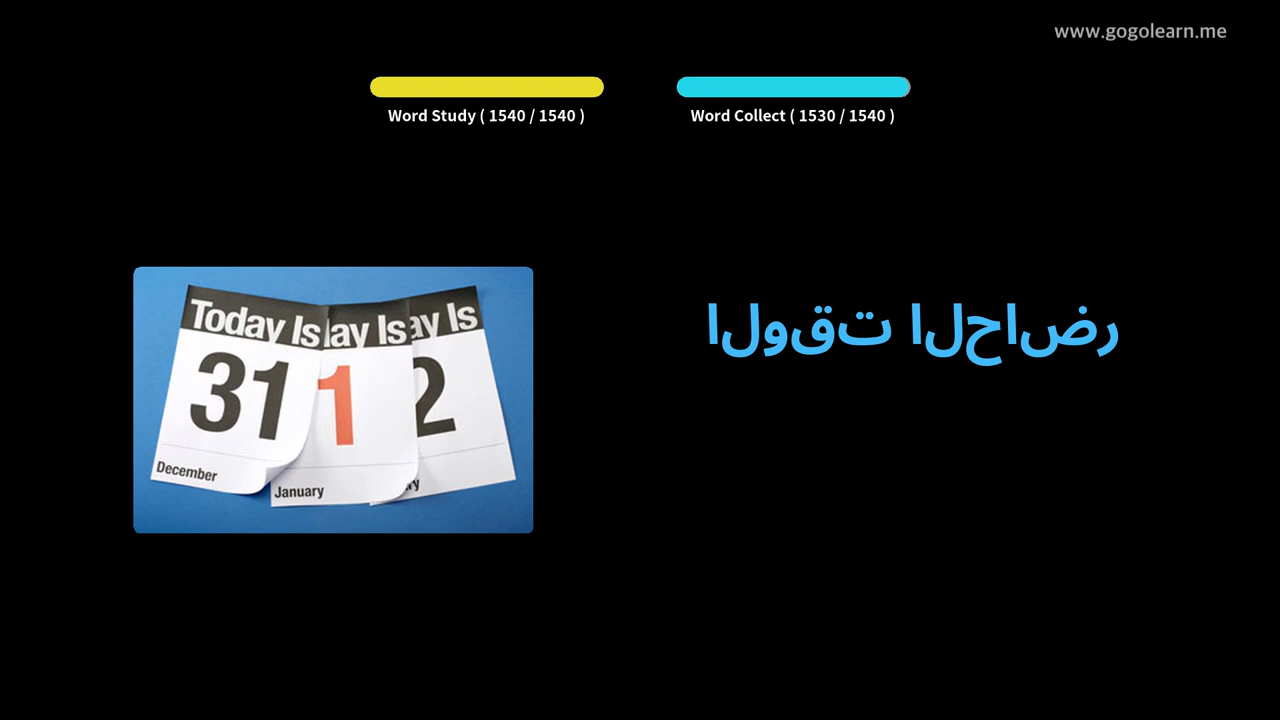 www.gogolearn.me
Word Study ( 1540 / 1540 )
Word Collect ( 1530 / 1540 )
الوقت الحاضر
Today Is
31
December
ay Is
1
January
ay Is
2
ry